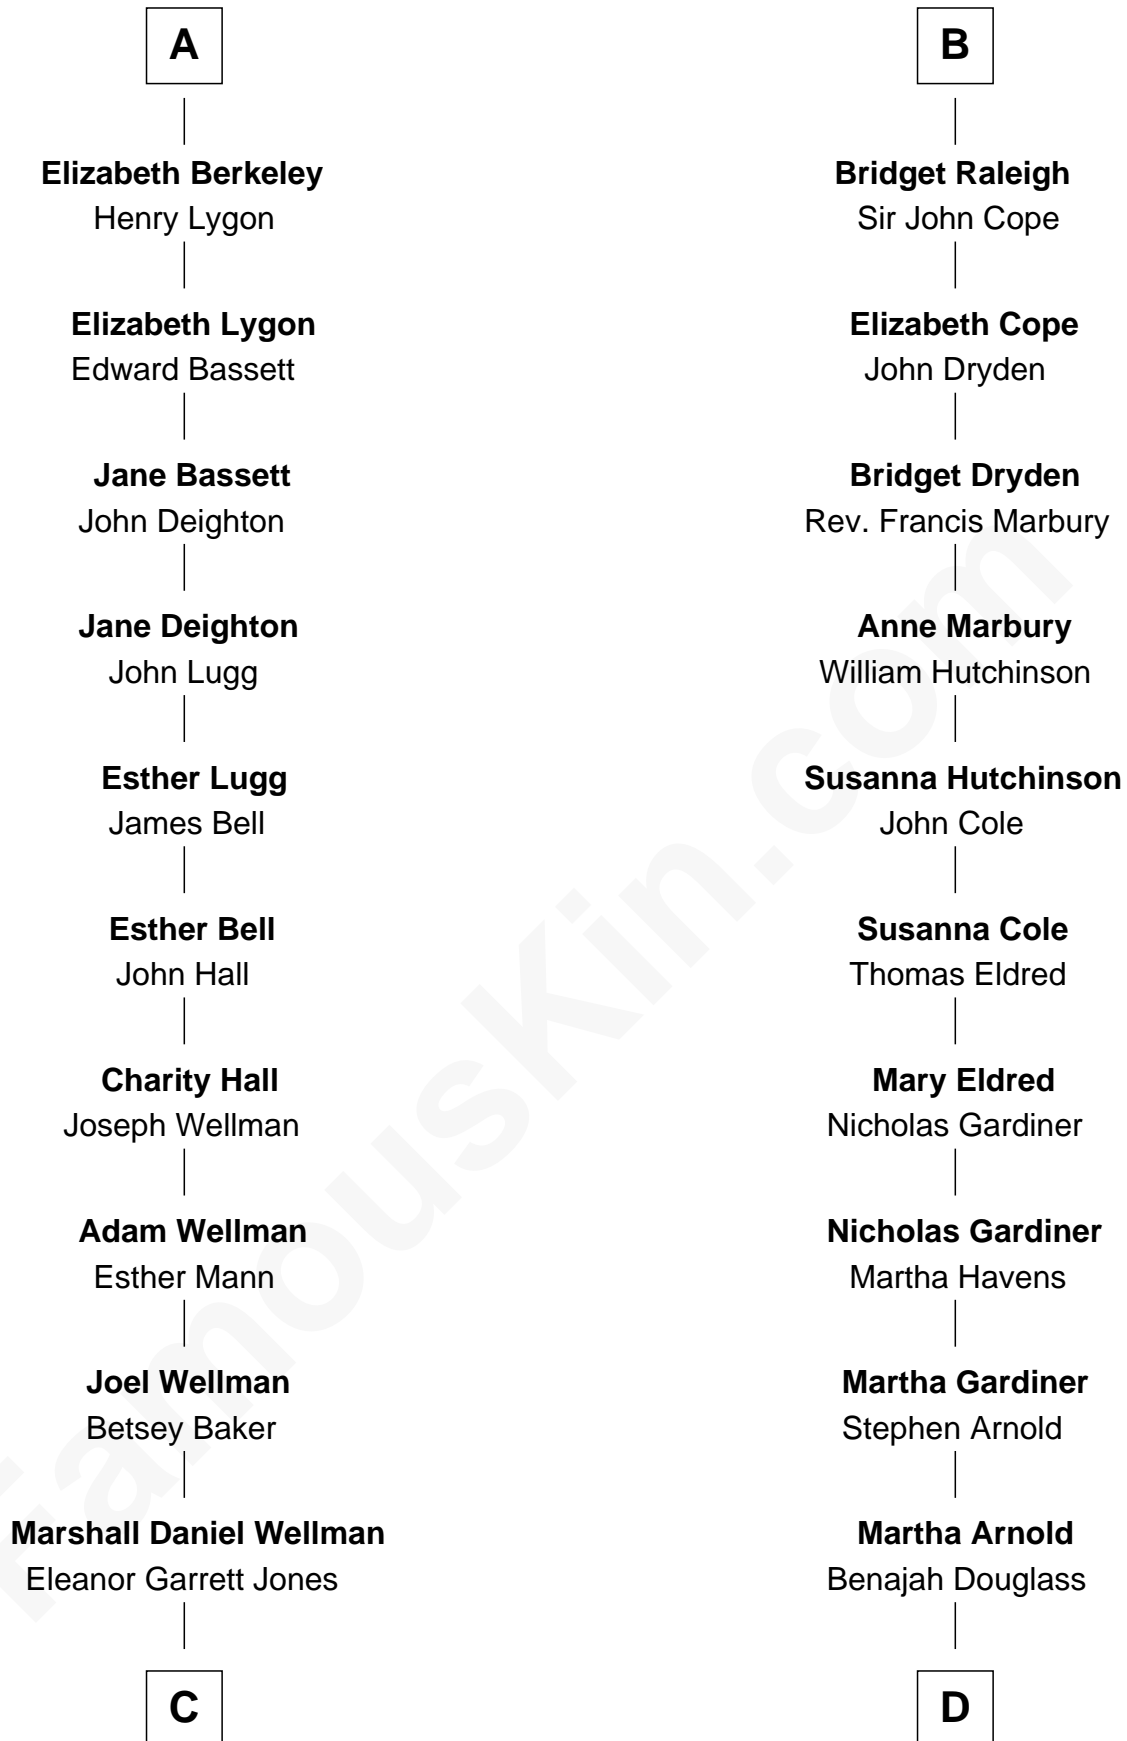 A
Elizabeth Berkeley
Henry Lygon
Elizabeth Lygon
Edward Bassett
Jane Bassett
John Deighton
Jane Deighton
John Lugg
Esther Lugg
James Bell
Esther Bell
John Hall
Charity Hall
Joseph Wellman
Adam Wellman
Esther Mann
Joel Wellman
Betsey Baker
Marshall Daniel Wellman
Eleanor Garrett Jones
C
B
Bridget Raleigh
Sir John Cope
Elizabeth Cope
John Dryden
Bridget Dryden
Rev. Francis Marbury
Anne Marbury
William Hutchinson
Susanna Hutchinson
John Cole
Susanna Cole
Thomas Eldred
Mary Eldred
Nicholas Gardiner
Nicholas Gardiner
Martha Havens
Martha Gardiner
Stephen Arnold
Martha Arnold
Benajah Douglass
D
FamousKin.com